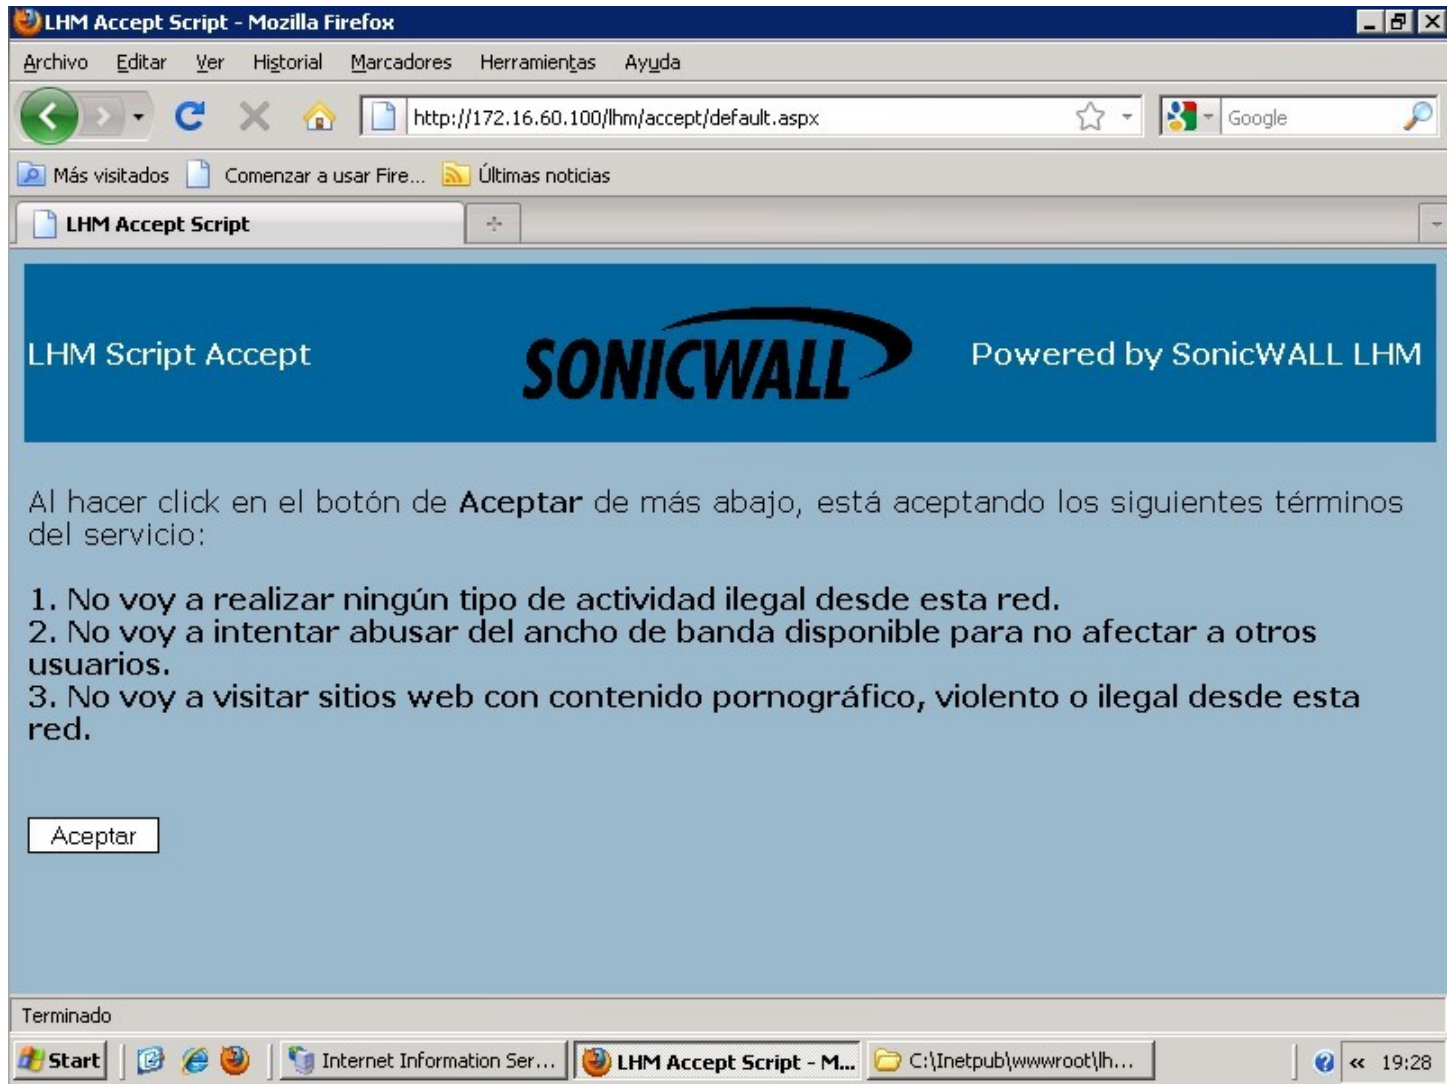 LHM Accept Script - Mozilla Firefox
Archivo Editar Ver Historial Marcadores Herramientas Ayuda
http://172.16.60.100/lhm/accept/default.aspx Google
Más visitados Comenzar a usar Fire... Últimas noticias
LHM Accept Script
LHM Script Accept SONICWALL Powered by SonicWALL LHM
Al hacer click en el botón de Aceptar de más abajo, está aceptando los siguientes términos
del servicio:
1. No voy a realizar ningún tipo de actividad ilegal desde esta red.
2. No voy a intentar abusar del ancho de banda disponible para no afectar a otros
usuarios.
3. No voy a visitar sitios web con contenido pornográfico, violento o ilegal desde esta
red.
Aceptar
Terminado
Start Internet Information Ser... LHM Accept Script - M... C:\Inetpub\wwwroot\lh... « 19:28